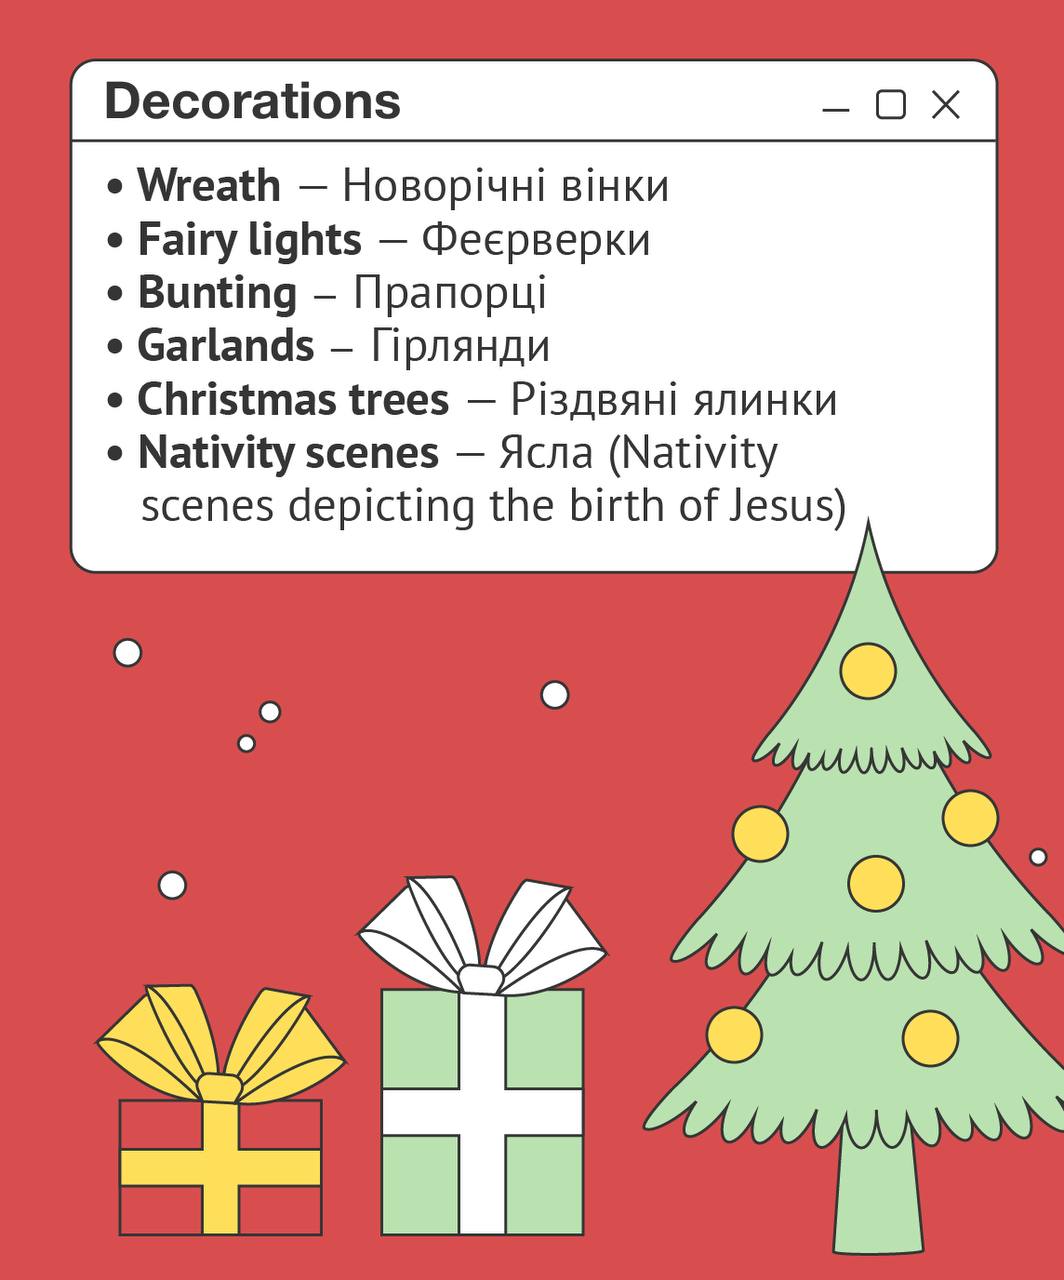 Decorations
• Wreath — Новорічні вінки
• Fairy lights — Феєрверки
• Bunting – Прапорці
• Garlands – Гірлянди
• Christmas trees — Різдвяні ялинки
• Nativity scenes — Ясла (Nativity
scenes depicting the birth of Jesus)